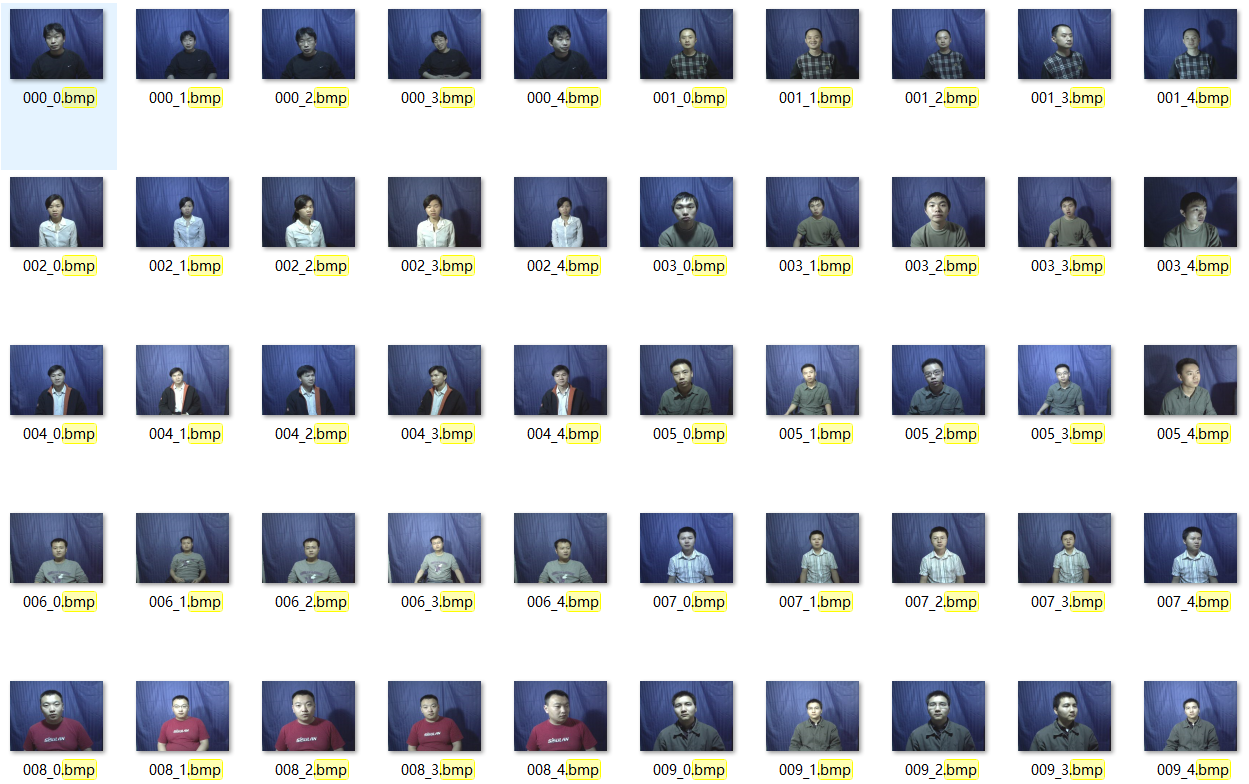 000_0.bmp 000_1.bmp 000_2.bmp 000_3.bmp 000_4.bmp 001_0.bmp 001_1.bmp 001_2.bmp 001_3.bmp 001_4.bmp
002_0.bmp 002_1.bmp 002_2.bmp 002_3.bmp 002_4.bmp 003_0.bmp 003_1.bmp 003_2.bmp 003_3.bmp 003_4.bmp
004_0.bmp 004_1.bmp 004_2.bmp 004_3.bmp 004_4.bmp 005_0.bmp 005_1.bmp 005_2.bmp 005_3.bmp 005_4.bmp
006_0.bmp 006_1.bmp 006_2.bmp 006_3.bmp 006_4.bmp 007_0.bmp 007_1.bmp 007_2.bmp 007_3.bmp 007_4.bmp
008_0.bmp 008_1.bmp 008_2.bmp 008_3.bmp 008_4.bmp 009_0.bmp 009_1.bmp 009_2.bmp 009_3.bmp 009_4.bmp